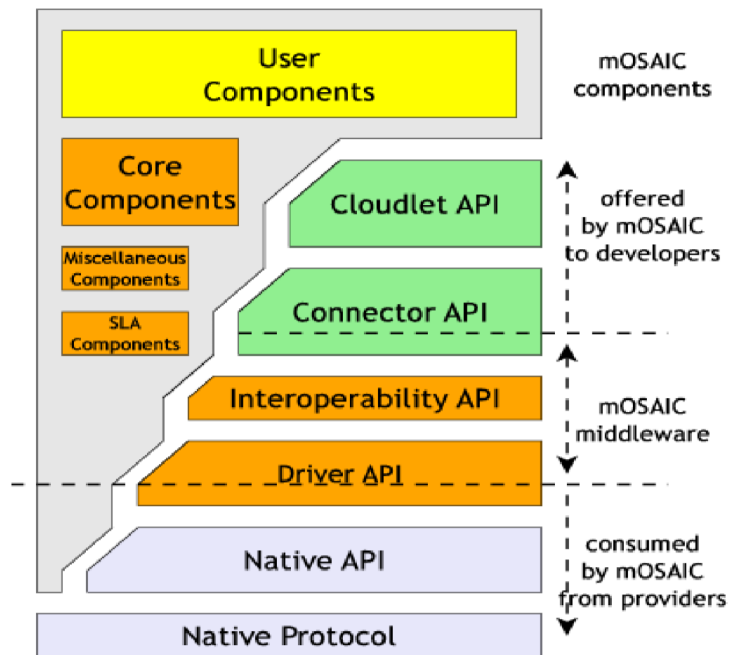 User
Components
mOSAIC
components
Core
Components
Cloudlet API
offered
by mOSAIC
to developers
Miscellaneous
Components
Connector API
SLA
Components
Interoperability API
mOSAIC
middleware
Driver API
Native API
consumed
by mOSAIC
from providers
Native Protocol